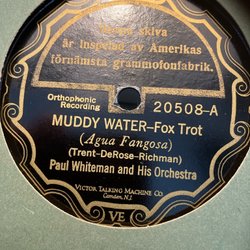 Denna skiva
är inspelad av Amerikas
förnämsta grammofonfabrik.
Orthophonic
Recording
20508-A
MUDDY WATER-Fox Trot
(Agua Fangosa)
(Trent-DeRose-Richman)
Paul Whiteman and His Orchestra
VICTOR TALKING MACHINE CO.
Camden, N.J.
VE